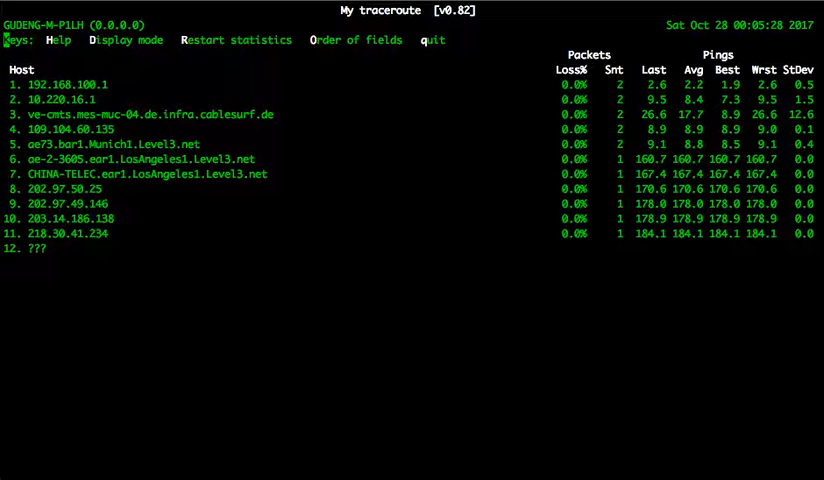 My traceroute [v0.82]
GUDENG-M-P1LH (0.0.0.0) Sat Oct 28 00:05:28 2017
Keys: Help Display mode Restart statistics Order of fields quit
Packets Pings
Host Loss% Snt Last Avg Best Wrst StDev
1. 192.168.100.1 0.0% 2 2.6 2.2 1.9 2.6 0.5
2. 10.220.16.1 0.0% 2 9.5 8.4 7.3 9.5 1.5
3. ve-cmts.mes-muc-04.de.infra.cablesurf.de 0.0% 2 26.6 17.7 8.9 26.6 12.6
4. 109.104.60.135 0.0% 2 8.9 8.9 8.9 9.0 0.1
5. ae73.bar1.Munich1.Level3.net 0.0% 2 9.1 8.8 8.5 9.1 0.4
6. ae-2-3605.ear1.LosAngeles1.Level3.net 0.0% 1 160.7 160.7 160.7 160.7 0.0
7. CHINA-TELEC.ear1.LosAngeles1.Level3.net 0.0% 1 167.4 167.4 167.4 167.4 0.0
8. 202.97.50.25 0.0% 1 170.6 170.6 170.6 170.6 0.0
9. 202.97.49.146 0.0% 1 178.0 178.0 178.0 178.0 0.0
10. 203.14.186.138 0.0% 1 178.9 178.9 178.9 178.9 0.0
11. 218.30.41.234 0.0% 1 184.1 184.1 184.1 184.1 0.0
12. ???